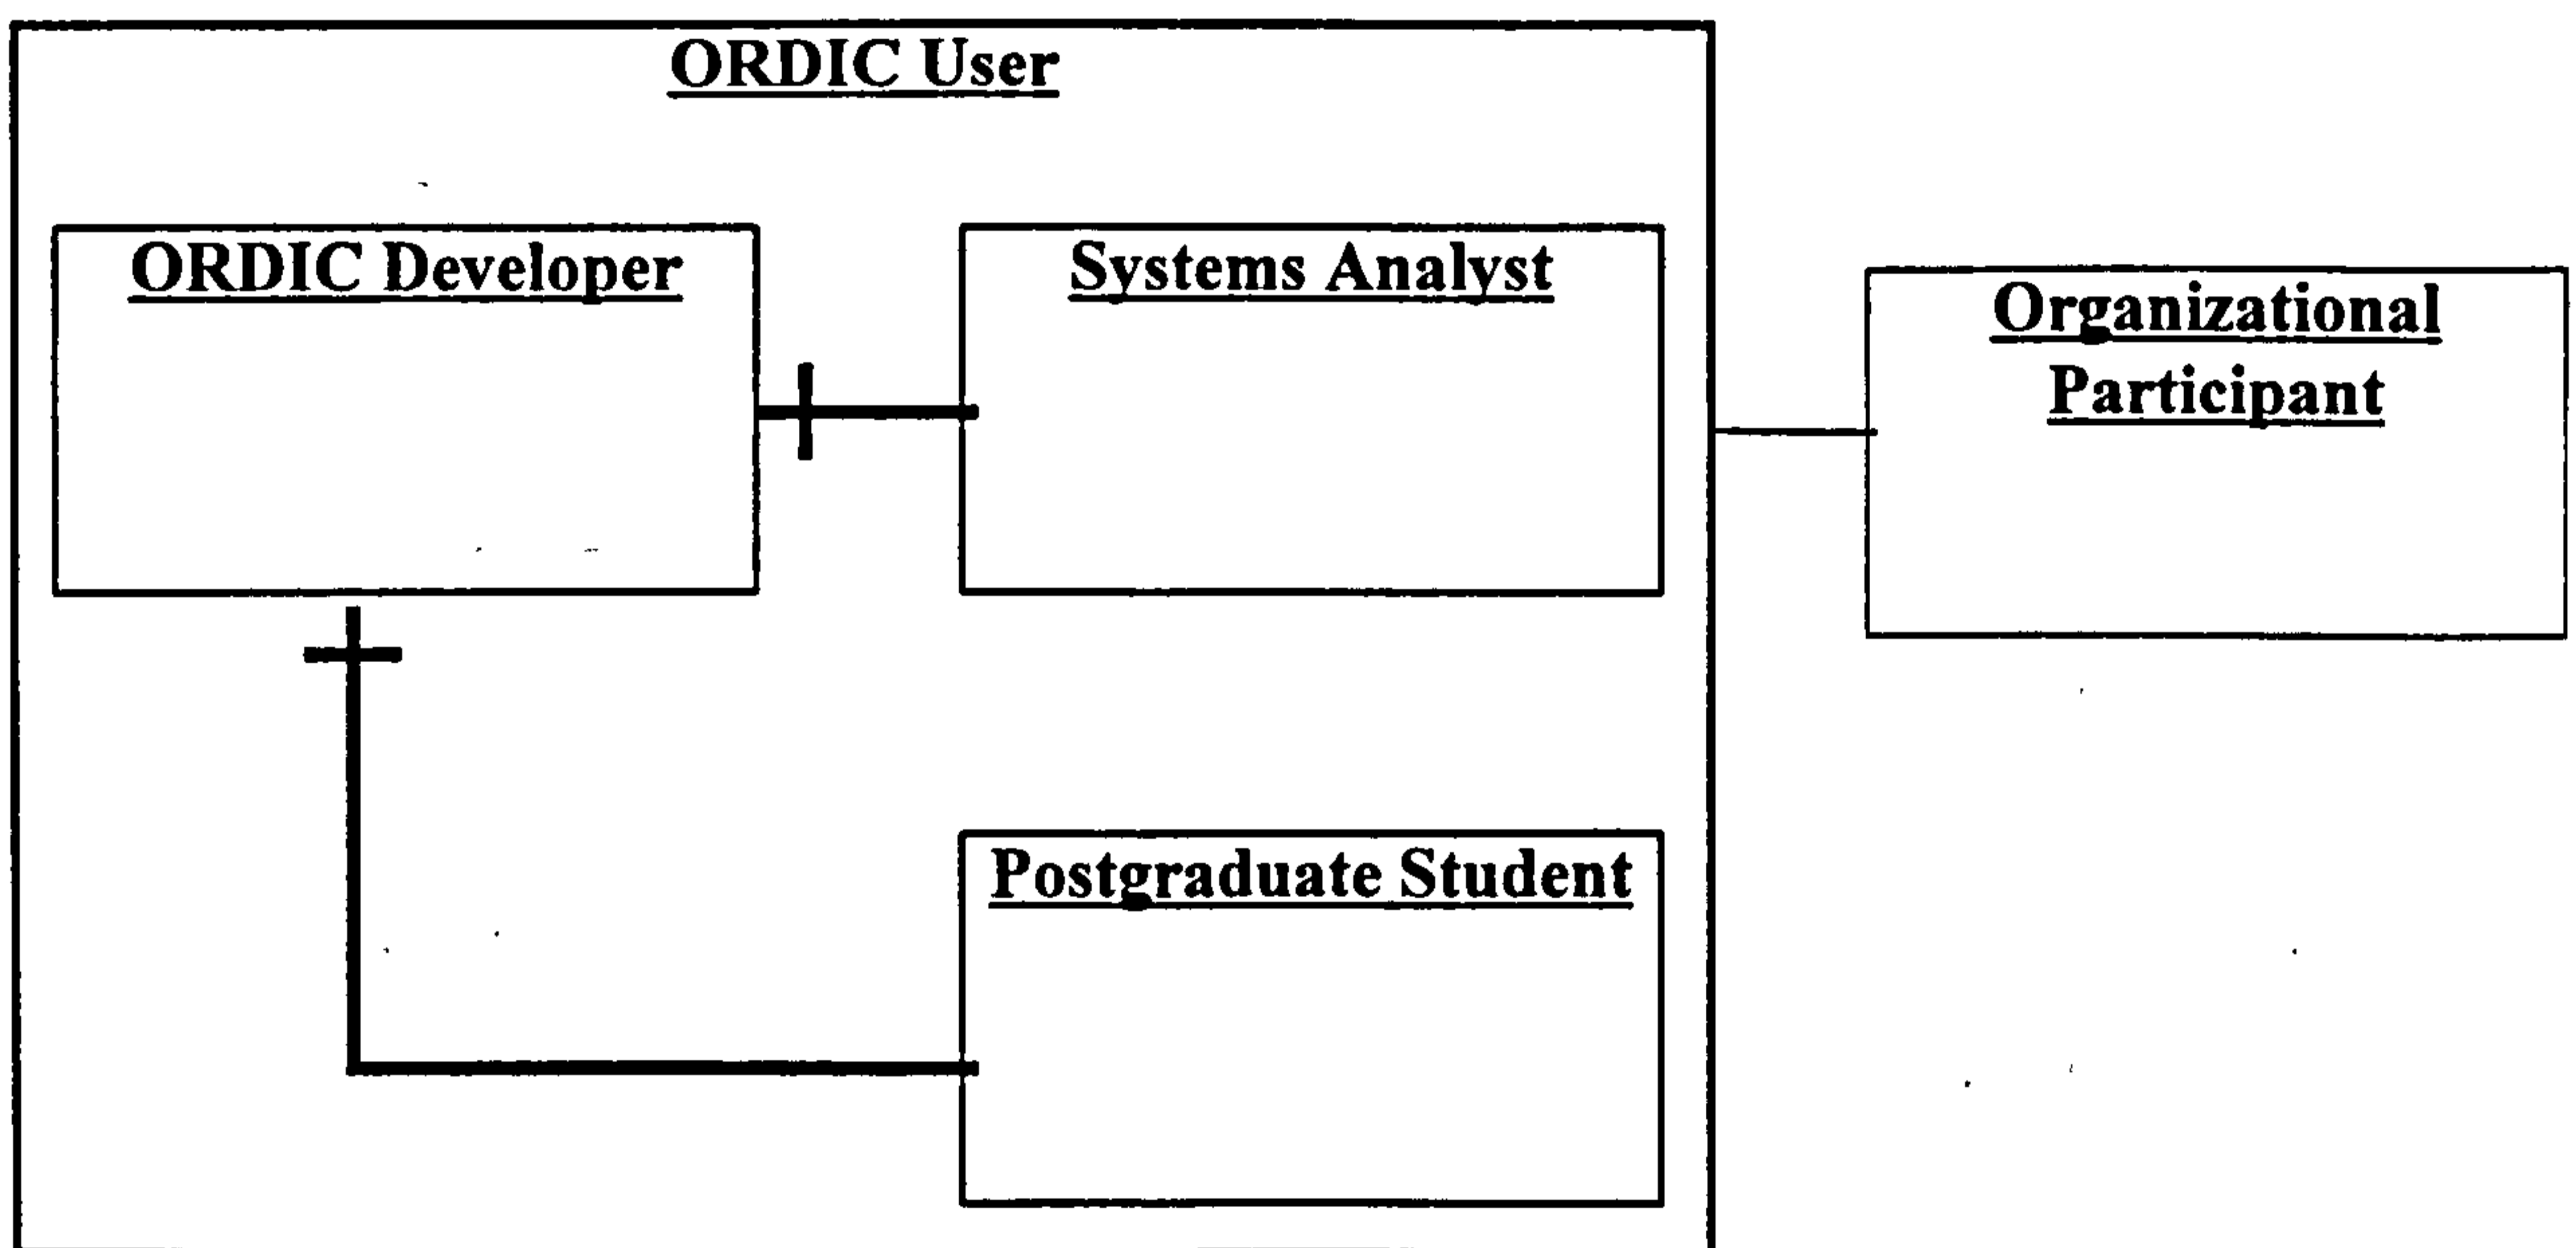 ORDIC User
ORDIC Developer
Systems Analyst
Organizational
Participant
Postgraduate Student